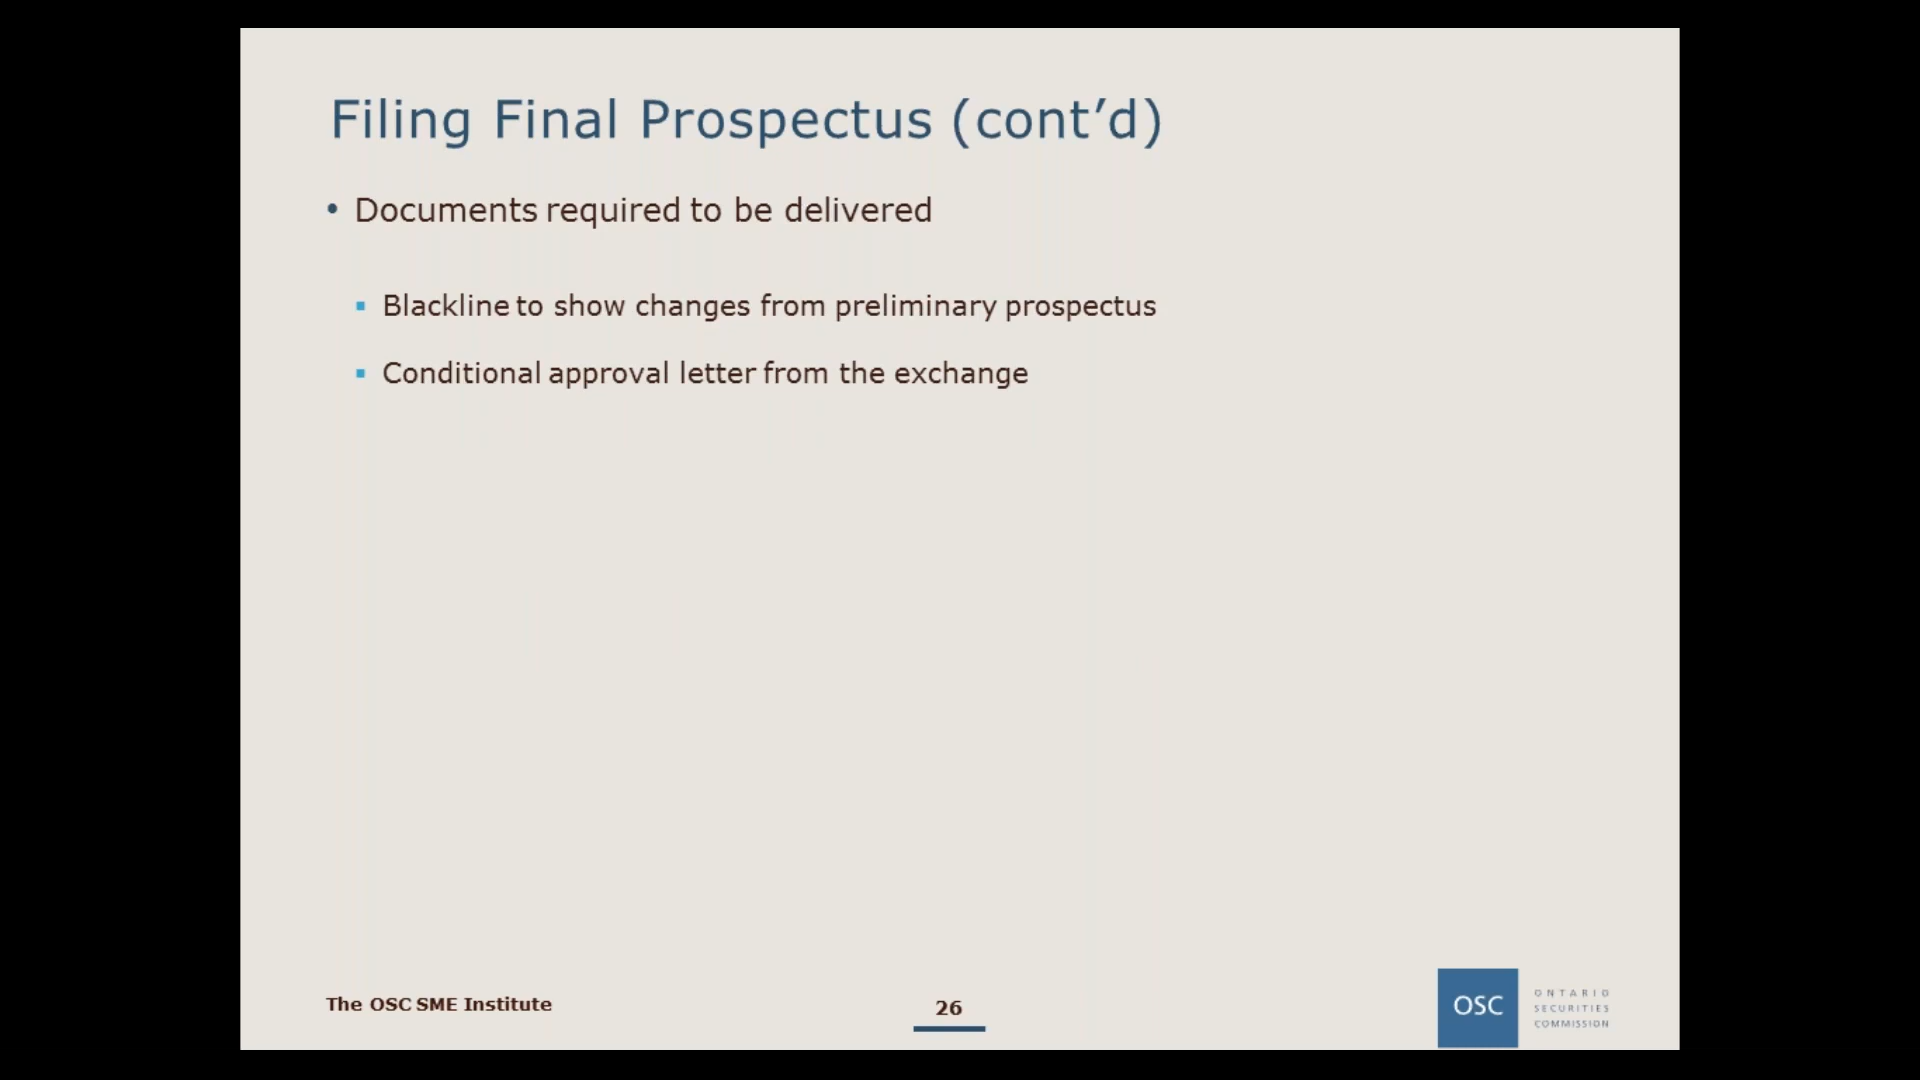 Filing Final Prospectus (cont’d)
• Documents required to be delivered
▪ Blackline to show changes from preliminary prospectus
▪ Conditional approval letter from the exchange
The OSC SME Institute
26
OSC
ONTARIO
SECURITIES
COMMISSION